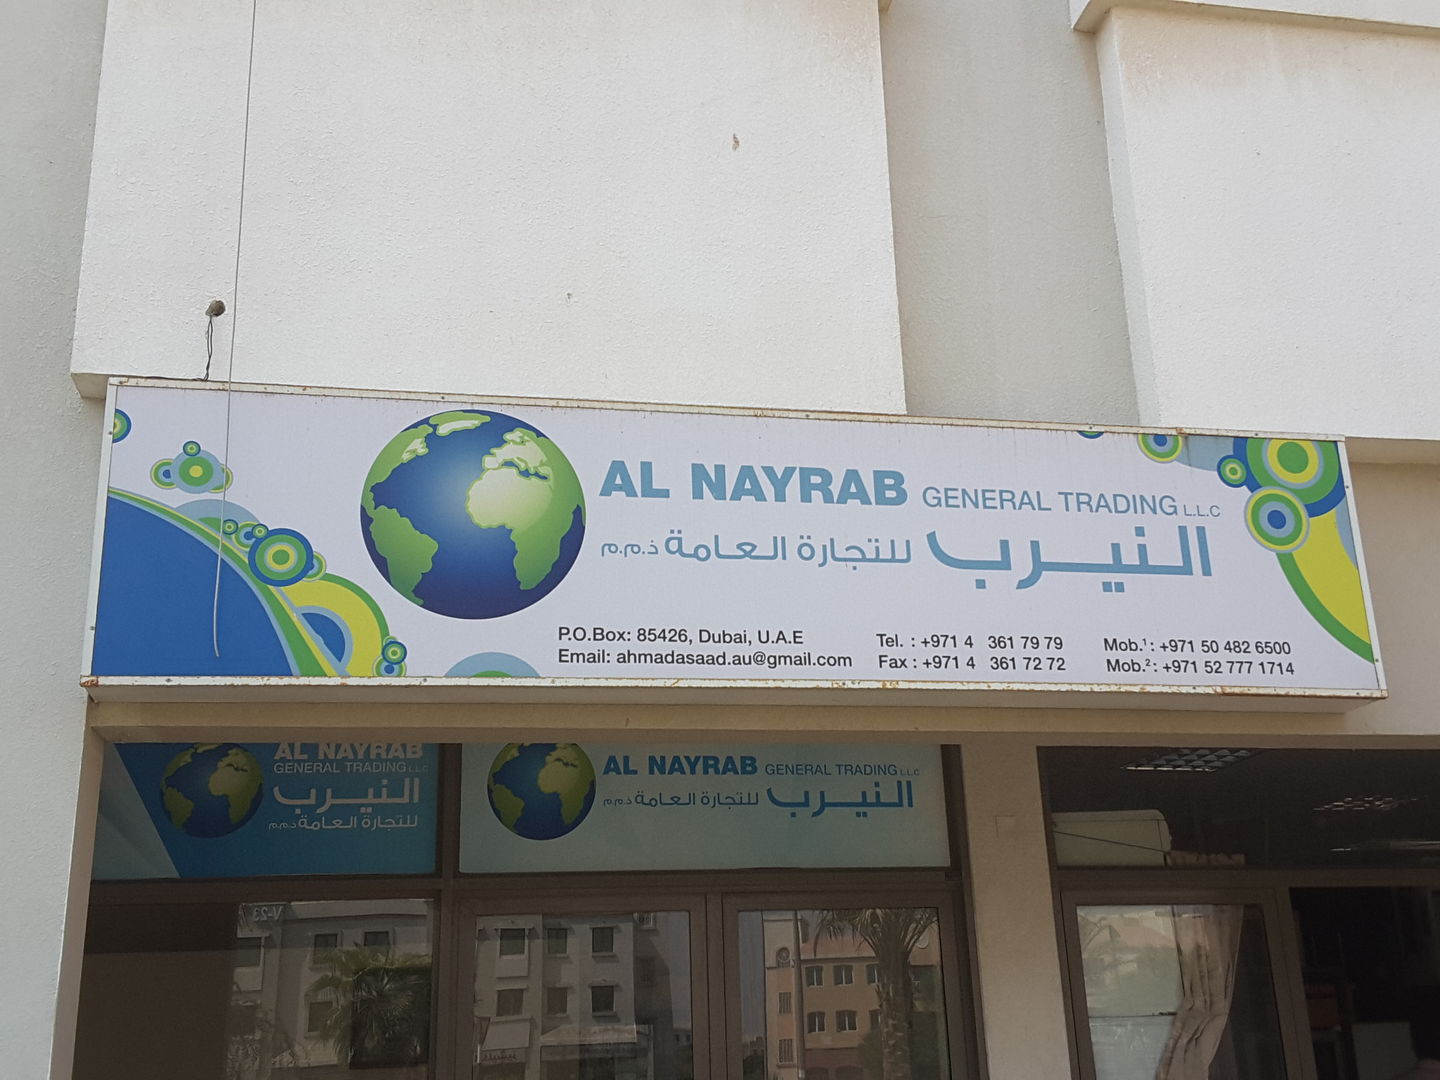 AL NAYRAB GENERAL TRADING L.L.C
النيرب للتجارة العامة ذ.م.م
P.O.Box: 85426, Dubai, U.A.E
Email: ahmadasaad.au@gmail.com
Tel. : +971 4 361 79 79
Fax : +971 4 361 72 72
Mob.¹ : +971 50 482 6500
Mob.² : +971 52 777 1714
AL NAYRAB
GENERAL TRADING L.L.C
النيرب
للتجارة العامة ذ.م.م
AL NAYRAB GENERAL TRADING L.L.C
النيرب للتجارة العامة ذ.م.م
V-23